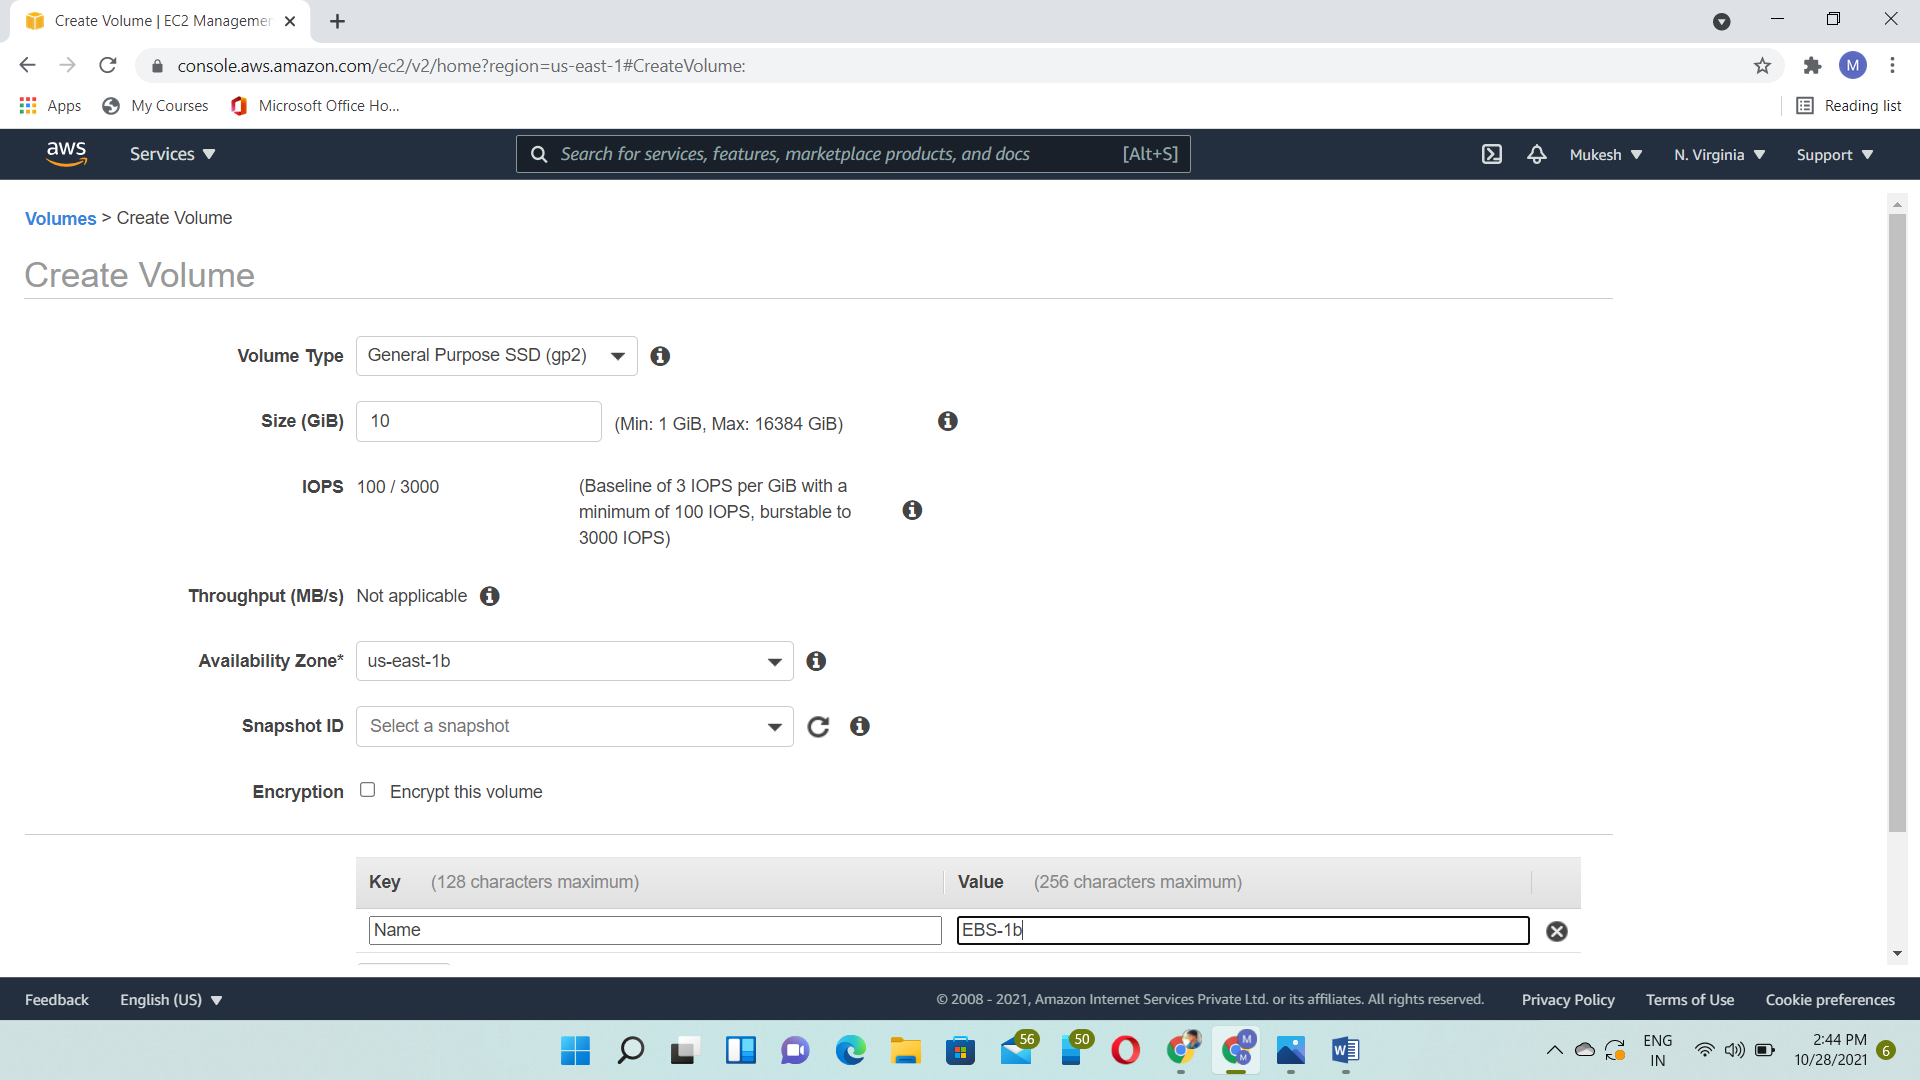 Create Volume | EC2 Managemen
console.aws.amazon.com/ec2/v2/home?region=us-east-1#CreateVolume:
M
Apps
My Courses
Microsoft Office Ho...
Reading list
aws
Services
Search for services, features, marketplace products, and docs
[Alt+S]
Mukesh
N. Virginia
Support
Volumes > Create Volume
Create Volume
Volume Type
General Purpose SSD (gp2)
Size (GiB)
10
(Min: 1 GiB, Max: 16384 GiB)
IOPS
100 / 3000
(Baseline of 3 IOPS per GiB with a
minimum of 100 IOPS, burstable to
3000 IOPS)
Throughput (MB/s)
Not applicable
Availability Zone*
us-east-1b
Snapshot ID
Select a snapshot
Encryption
Encrypt this volume
Key
(128 characters maximum)
Value
(256 characters maximum)
Name
EBS-1b
Feedback
English (US)
© 2008 - 2021, Amazon Internet Services Private Ltd. or its affiliates. All rights reserved.
Privacy Policy
Terms of Use
Cookie preferences
56
50
M
M
ENG
IN
2:44 PM
10/28/2021
6